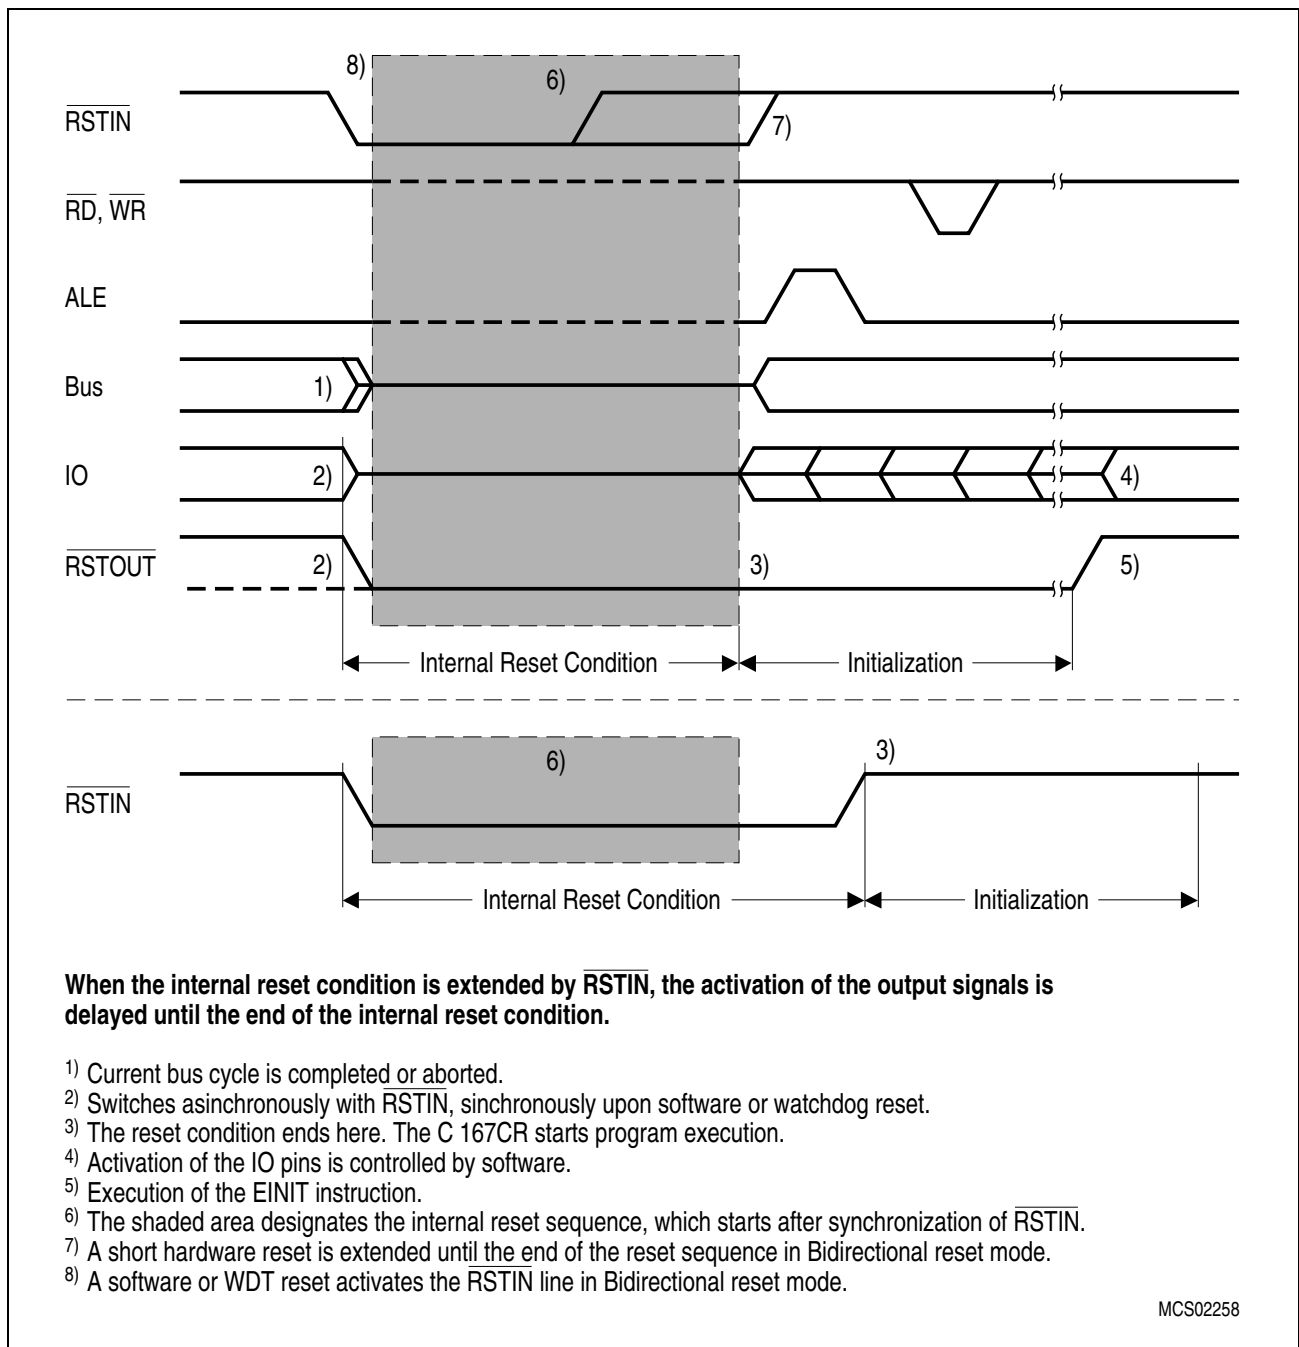 8)
6)
RSTIN
7)
RD, WR
ALE
Bus
1)
IO
2)
4)
RSTOUT
2)
3)
5)
Internal Reset Condition
Initialization
6)
3)
RSTIN
Internal Reset Condition
Initialization
When the internal reset condition is extended by RSTIN, the activation of the output signals is
delayed until the end of the internal reset condition.
1) Current bus cycle is completed or aborted.
2) Switches asinchronously with RSTIN, sinchronously upon software or watchdog reset.
3) The reset condition ends here. The C 167CR starts program execution.
4) Activation of the IO pins is controlled by software.
5) Execution of the EINIT instruction.
6) The shaded area designates the internal reset sequence, which starts after synchronization of RSTIN.
7) A short hardware reset is extended until the end of the reset sequence in Bidirectional reset mode.
8) A software or WDT reset activates the RSTIN line in Bidirectional reset mode.
MCS02258